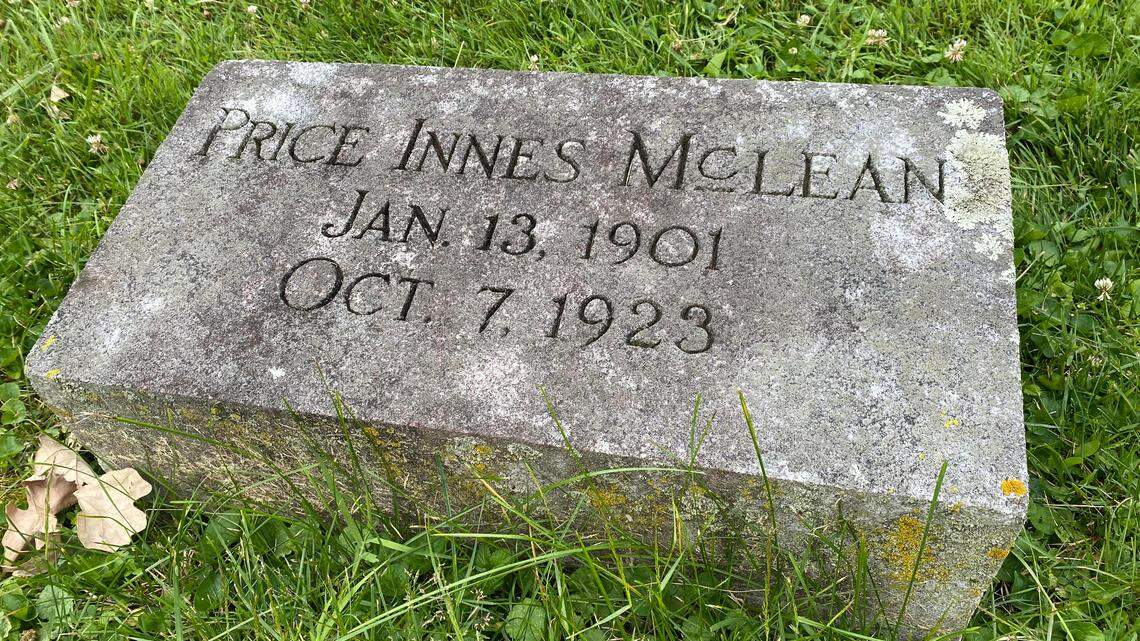 PRICE INNES McLEAN
JAN. 13, 1901
OCT. 7, 1923